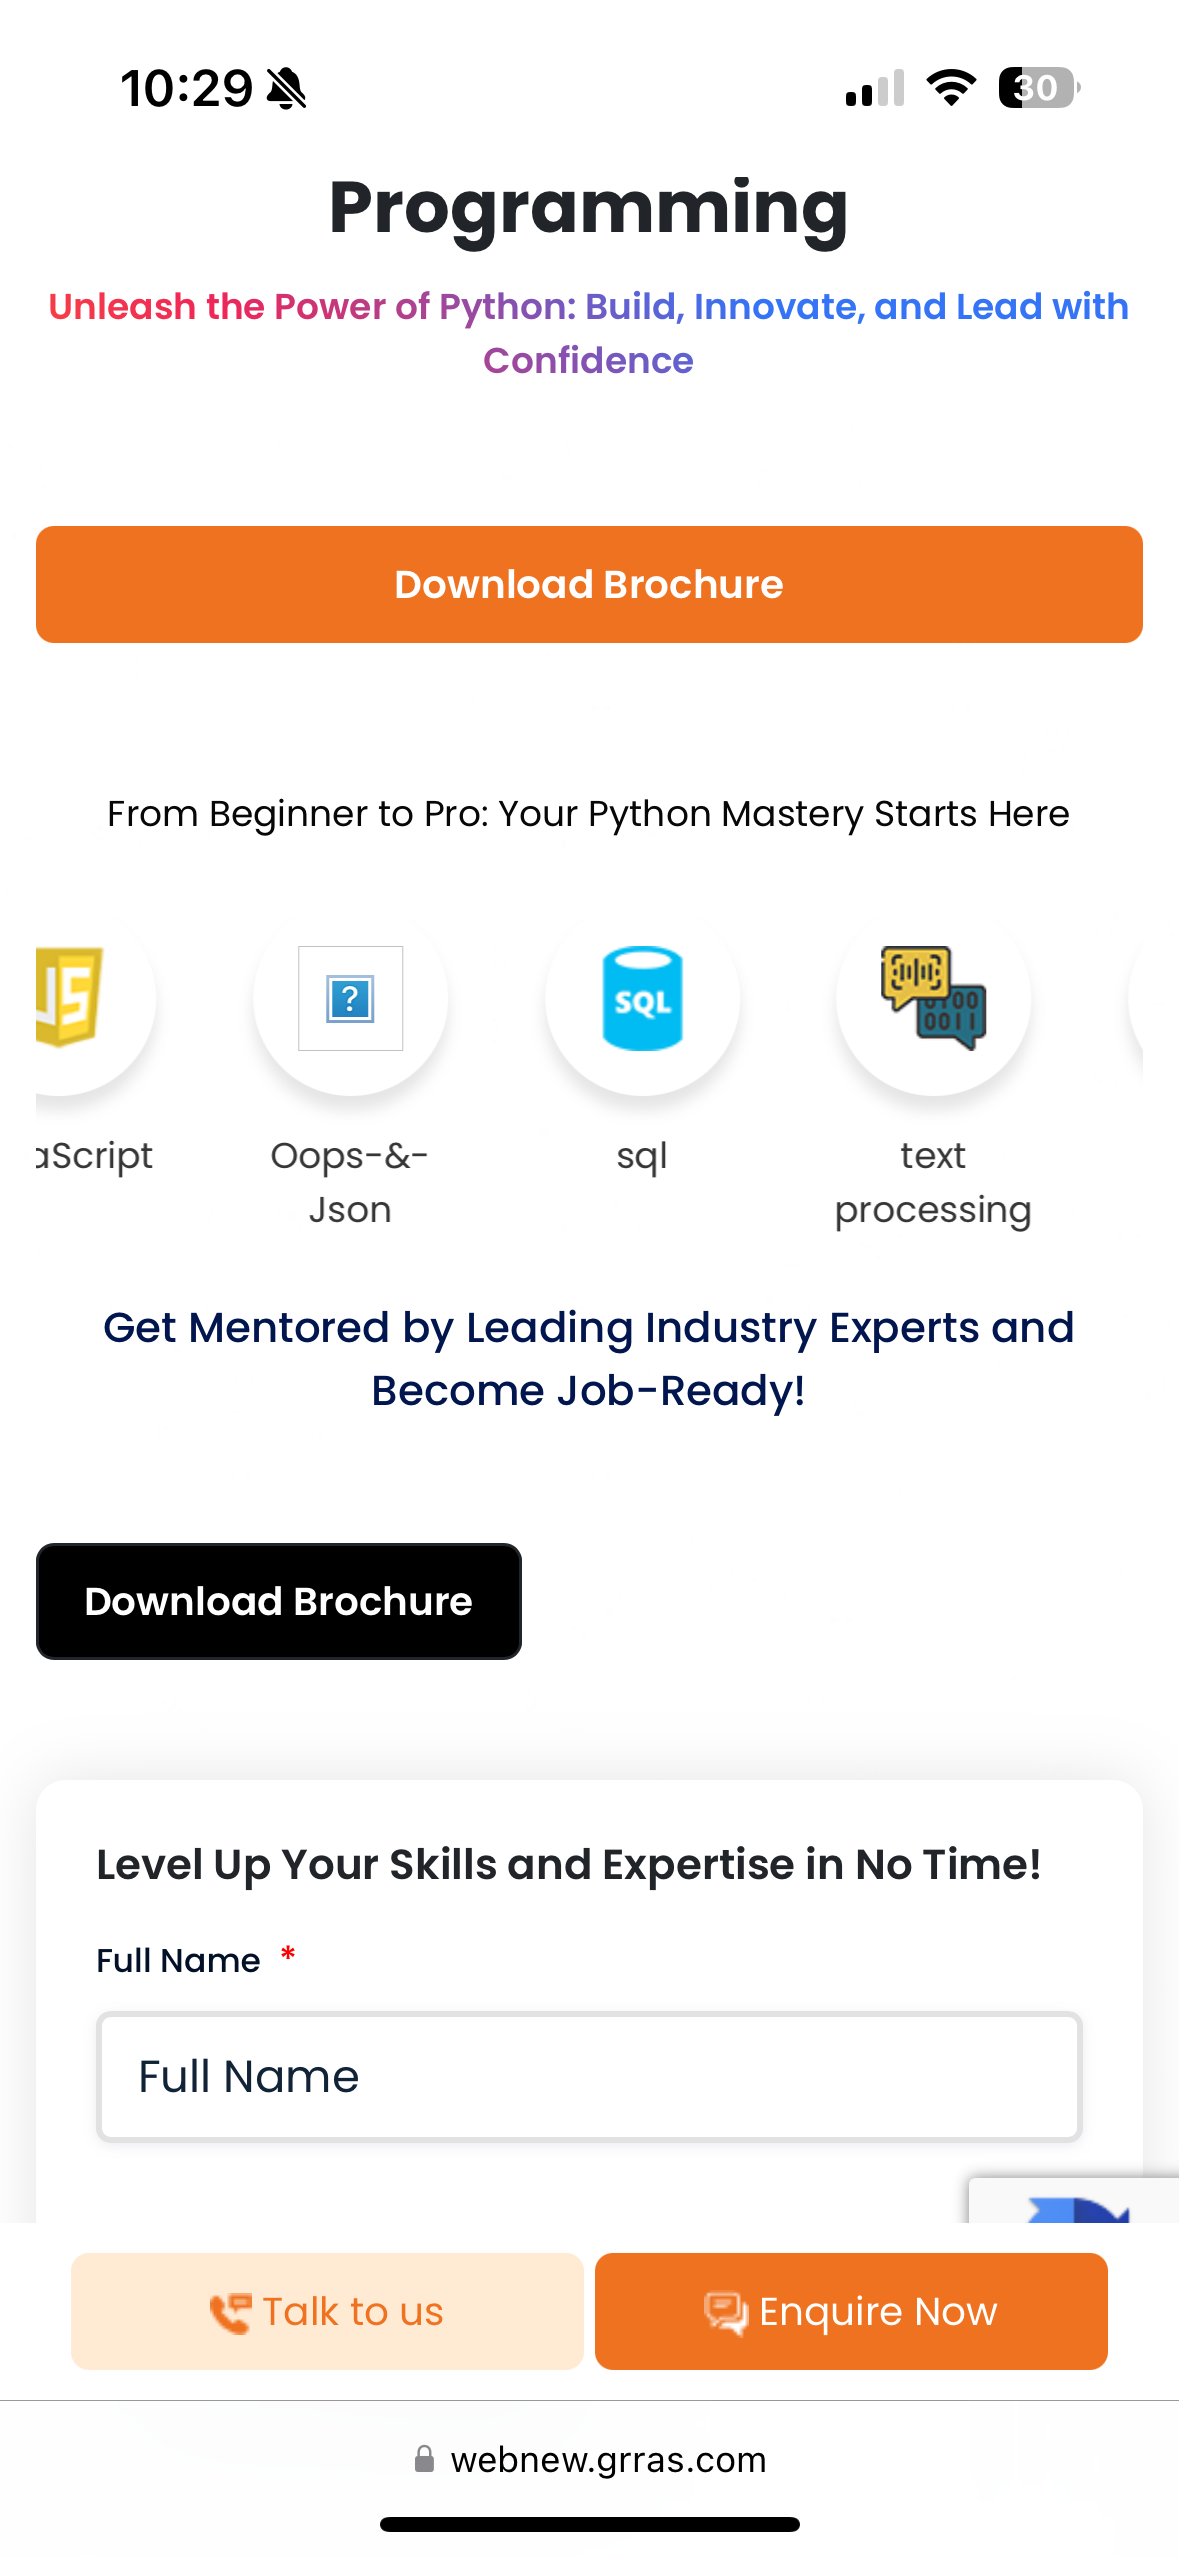 10:29
30
Programming
Unleash the Power of Python: Build, Innovate, and Lead with
Confidence
Download Brochure
From Beginner to Pro: Your Python Mastery Starts Here
JS
?
SQL
0011
aScript
Oops-&-
Json
sql
text
processing
Get Mentored by Leading Industry Experts and
Become Job-Ready!
Download Brochure
Level Up Your Skills and Expertise in No Time!
Full Name *
Full Name
Talk to us
Enquire Now
webnew.grras.com